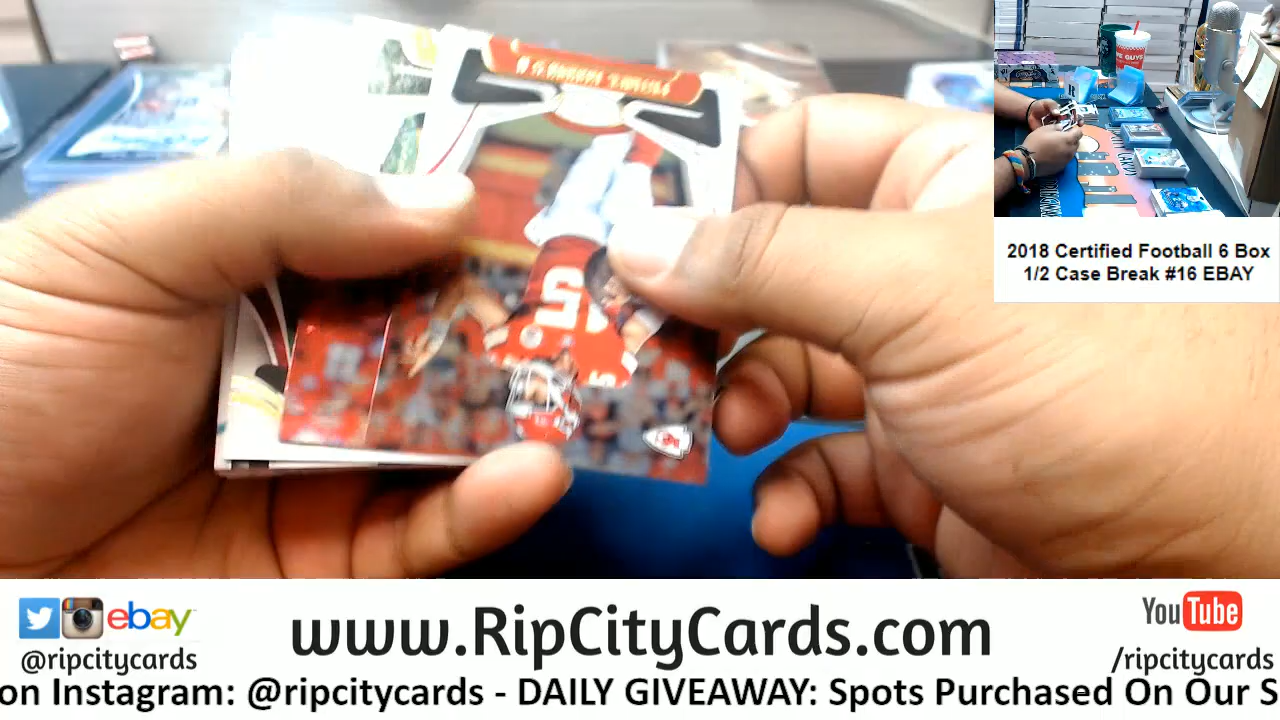 2018 Certified Football 6 Box
1/2 Case Break #16 EBAY
15
ebay
@ripcitycards
www.RipCityCards.com
YouTube
/ripcitycards
on Instagram: @ripcitycards - DAILY GIVEAWAY: Spots Purchased On Our S